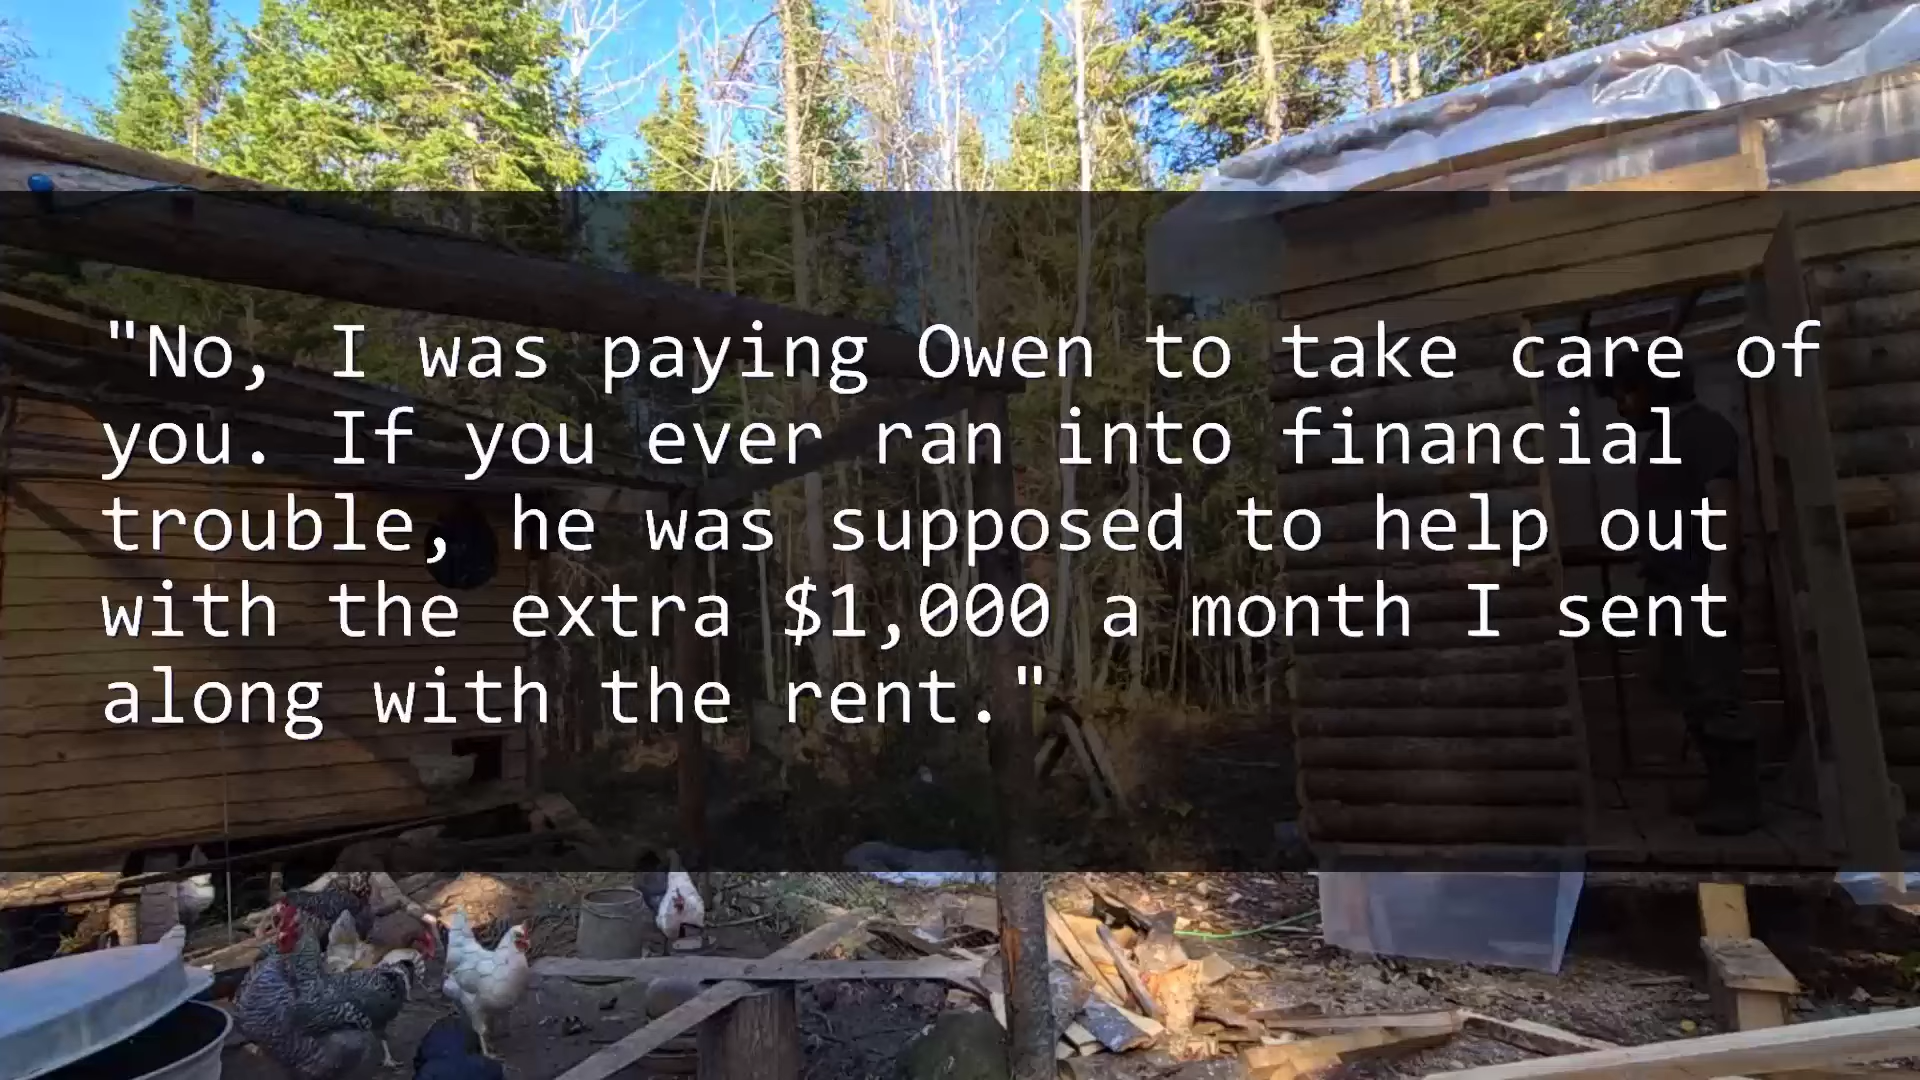 "No, I was paying Owen to take care of
you. If you ever ran into financial
trouble, he was supposed to help out
with the extra $1,000 a month I sent
along with the rent."